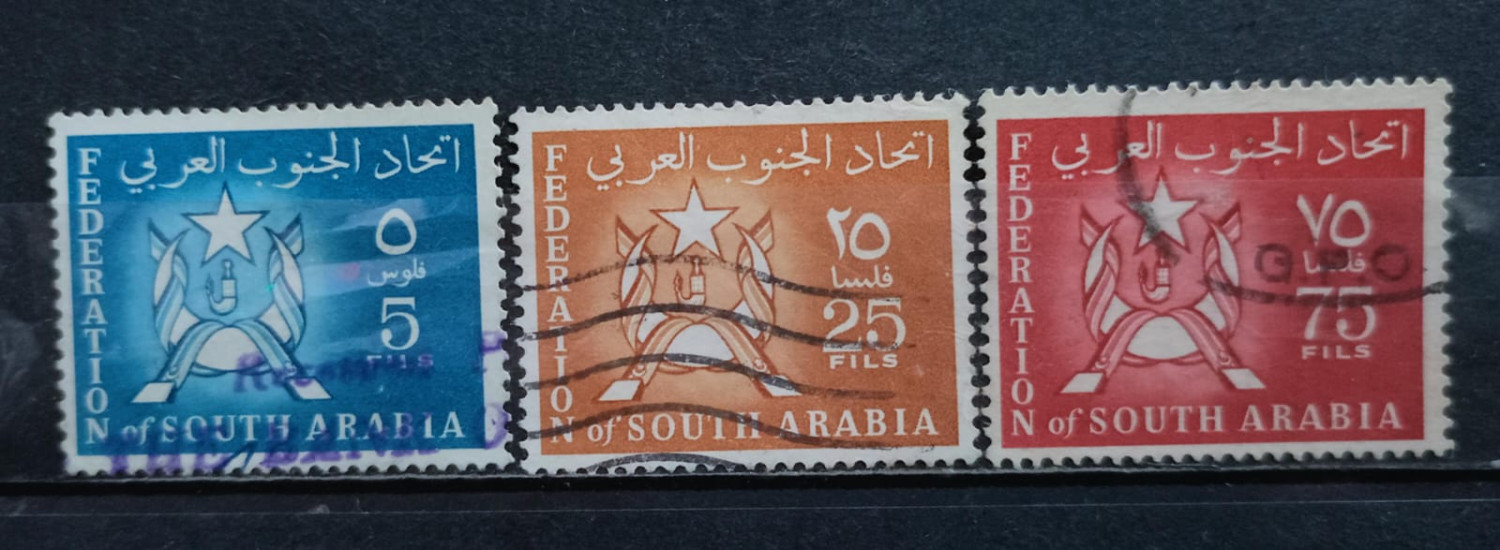 اتحاد الجنوب العربي
٥
فلوس
5
FILS
FEDERATION
of SOUTH ARABIA
اتحاد الجنوب العربي
٢٥
فلسا
25
FILS
FEDERATION
of SOUTH ARABIA
اتحاد الجنوب العربي
٧٥
فلسا
75
FILS
FEDERATION
of SOUTH ARABIA
GPO